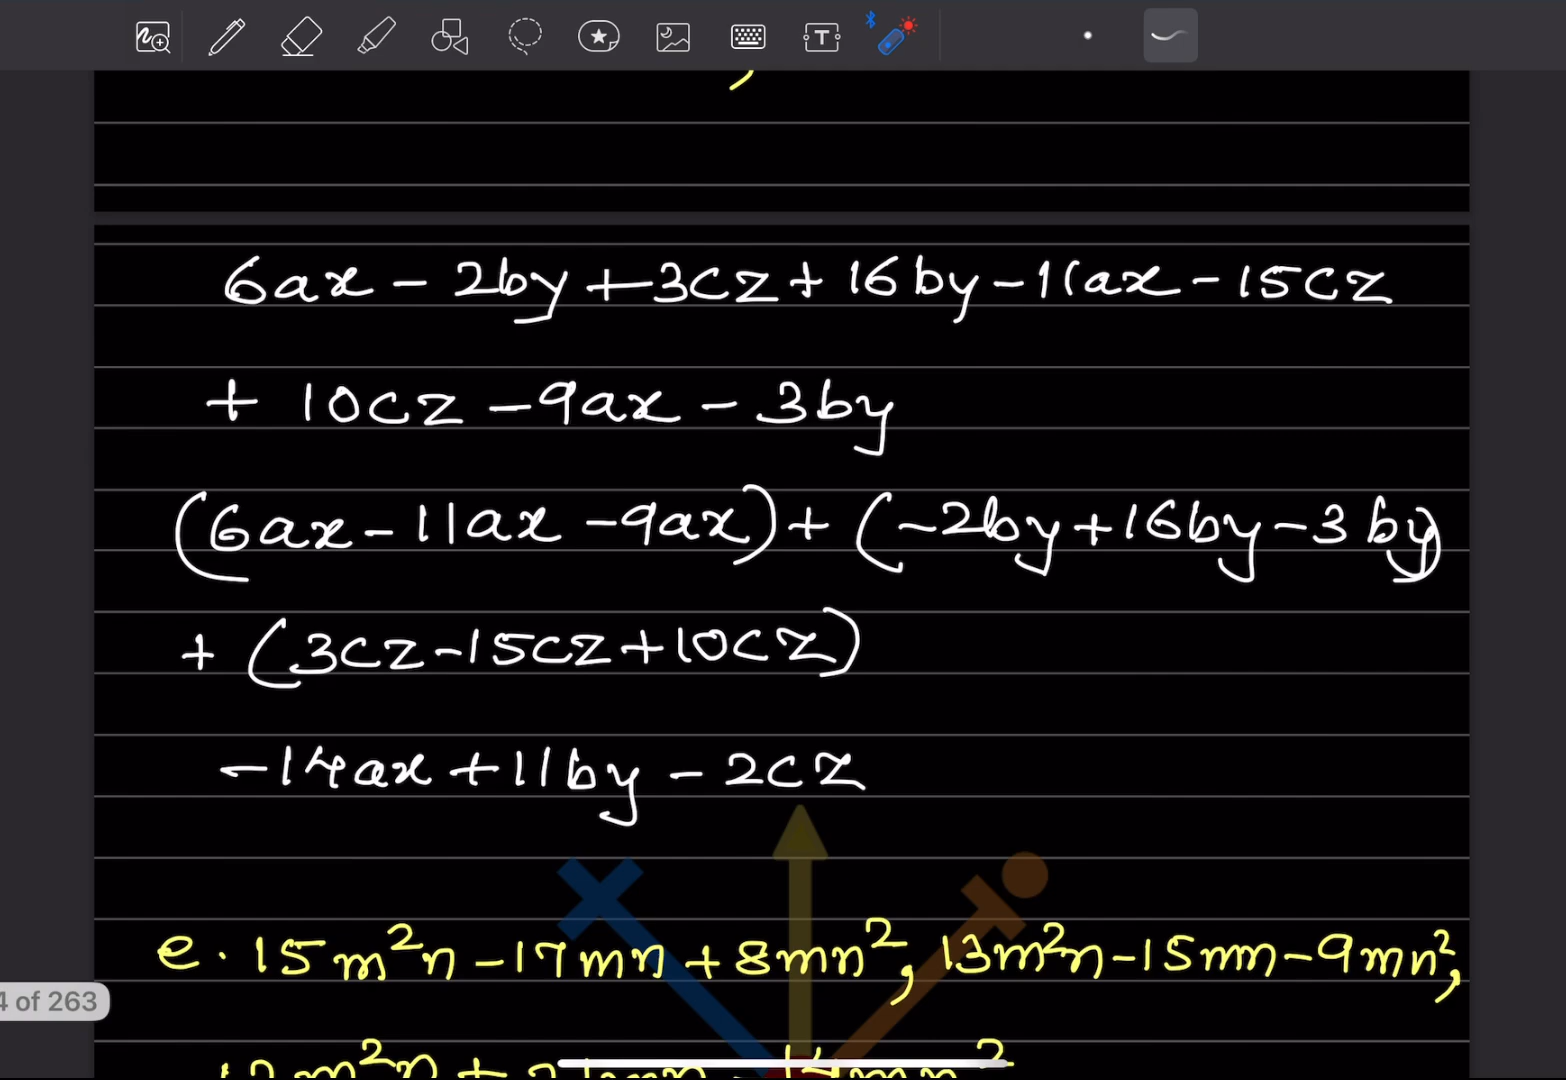 6ax - 2by + 3cz + 16by - 11ax - 15cz
+ 10cz - 9ax - 3by
(6ax - 11ax - 9ax) + (-2by + 16by - 3by)
+ (3cz - 15cz + 10cz)
-14ax + 11by - 2cz
e. 15m²n - 17mn + 8mn², 13m²n - 15mn - 9mn²,
4 of 263